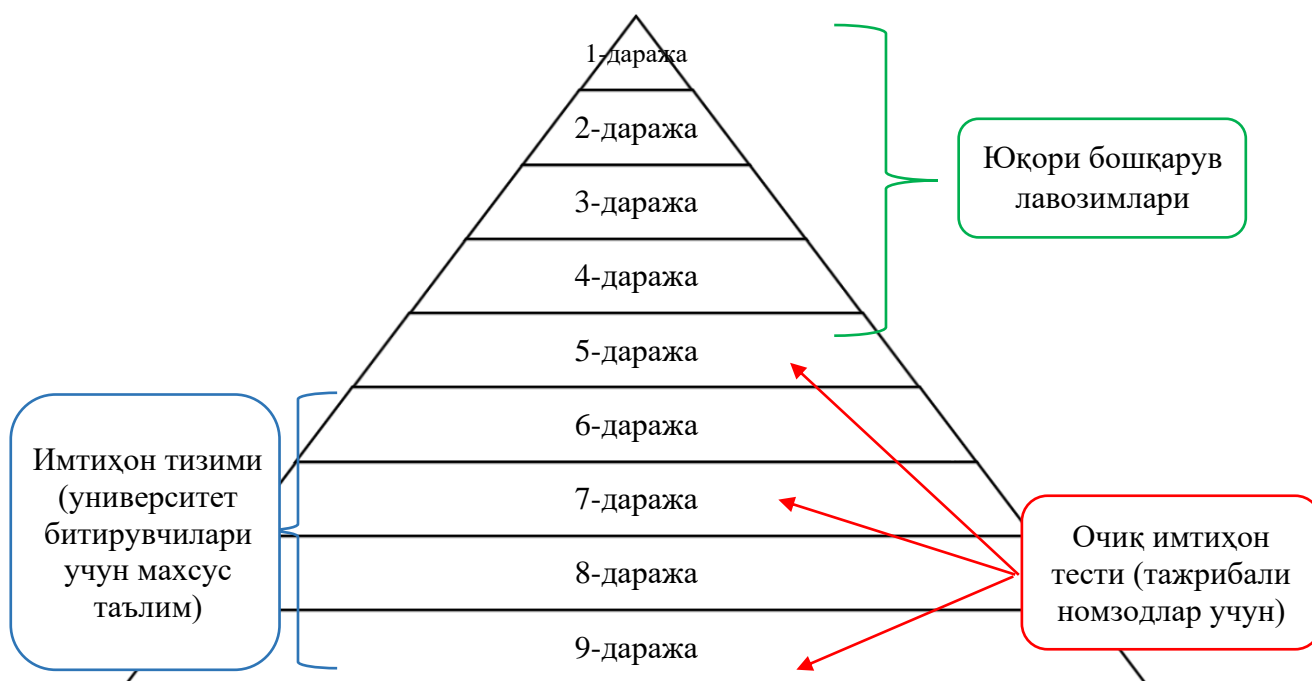 1-даража
2-даража
3-даража
4-даража
5-даража
6-даража
7-даража
8-даража
9-даража
Юқори бошқарув
лавозимлари
Имтиҳон тизими
(университет
битирувчилари
учун махсус
таълим)
Очиқ имтиҳон
тести (тажрибали
номзодлар учун)